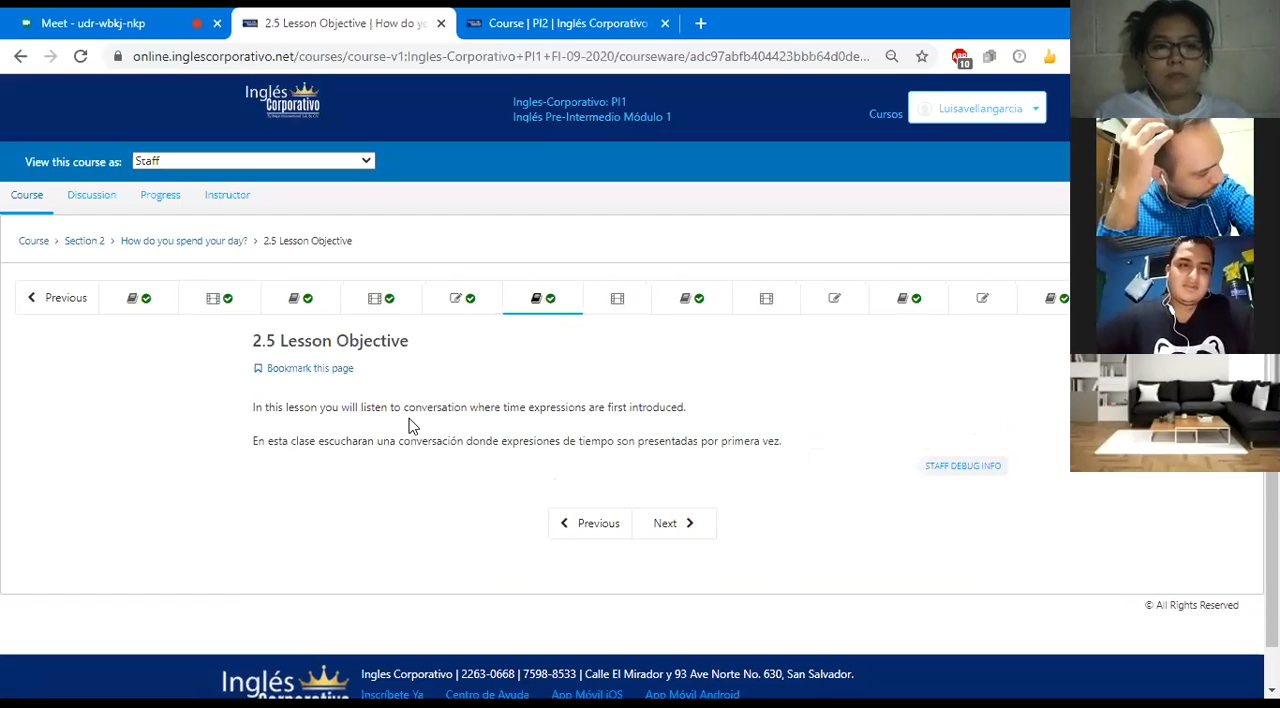 Meet - udr-wbkj-nkp
2.5 Lesson Objective | How do yo
Course | PI2 | Inglés Corporativo
online.inglescorporativo.net/courses/course-v1:Ingles-Corporativo+PI1+FI-09-2020/courseware/adc97abfb404423bbb64d0de...
10
Inglés
Corporativo
Ingles-Corporativo: PI1
Inglés Pre-Intermedio Módulo 1
Cursos
Luisavellangarcia
View this course as:
Staff
Course
Discussion
Progress
Instructor
Course > Section 2 > How do you spend your day? > 2.5 Lesson Objective
Previous
2.5 Lesson Objective
Bookmark this page
In this lesson you will listen to conversation where time expressions are first introduced.
En esta clase escucharan una conversación donde expresiones de tiempo son presentadas por primera vez.
STAFF DEBUG INFO
Previous
Next
© All Rights Reserved
Inglés
Ingles Corporativo | 2263-0668 | 7598-8533 | Calle El Mirador y 93 Ave Norte No. 630, San Salvador.
Inscríbete Ya
Centro de Ayuda
App Móvil iOS
App Móvil Android